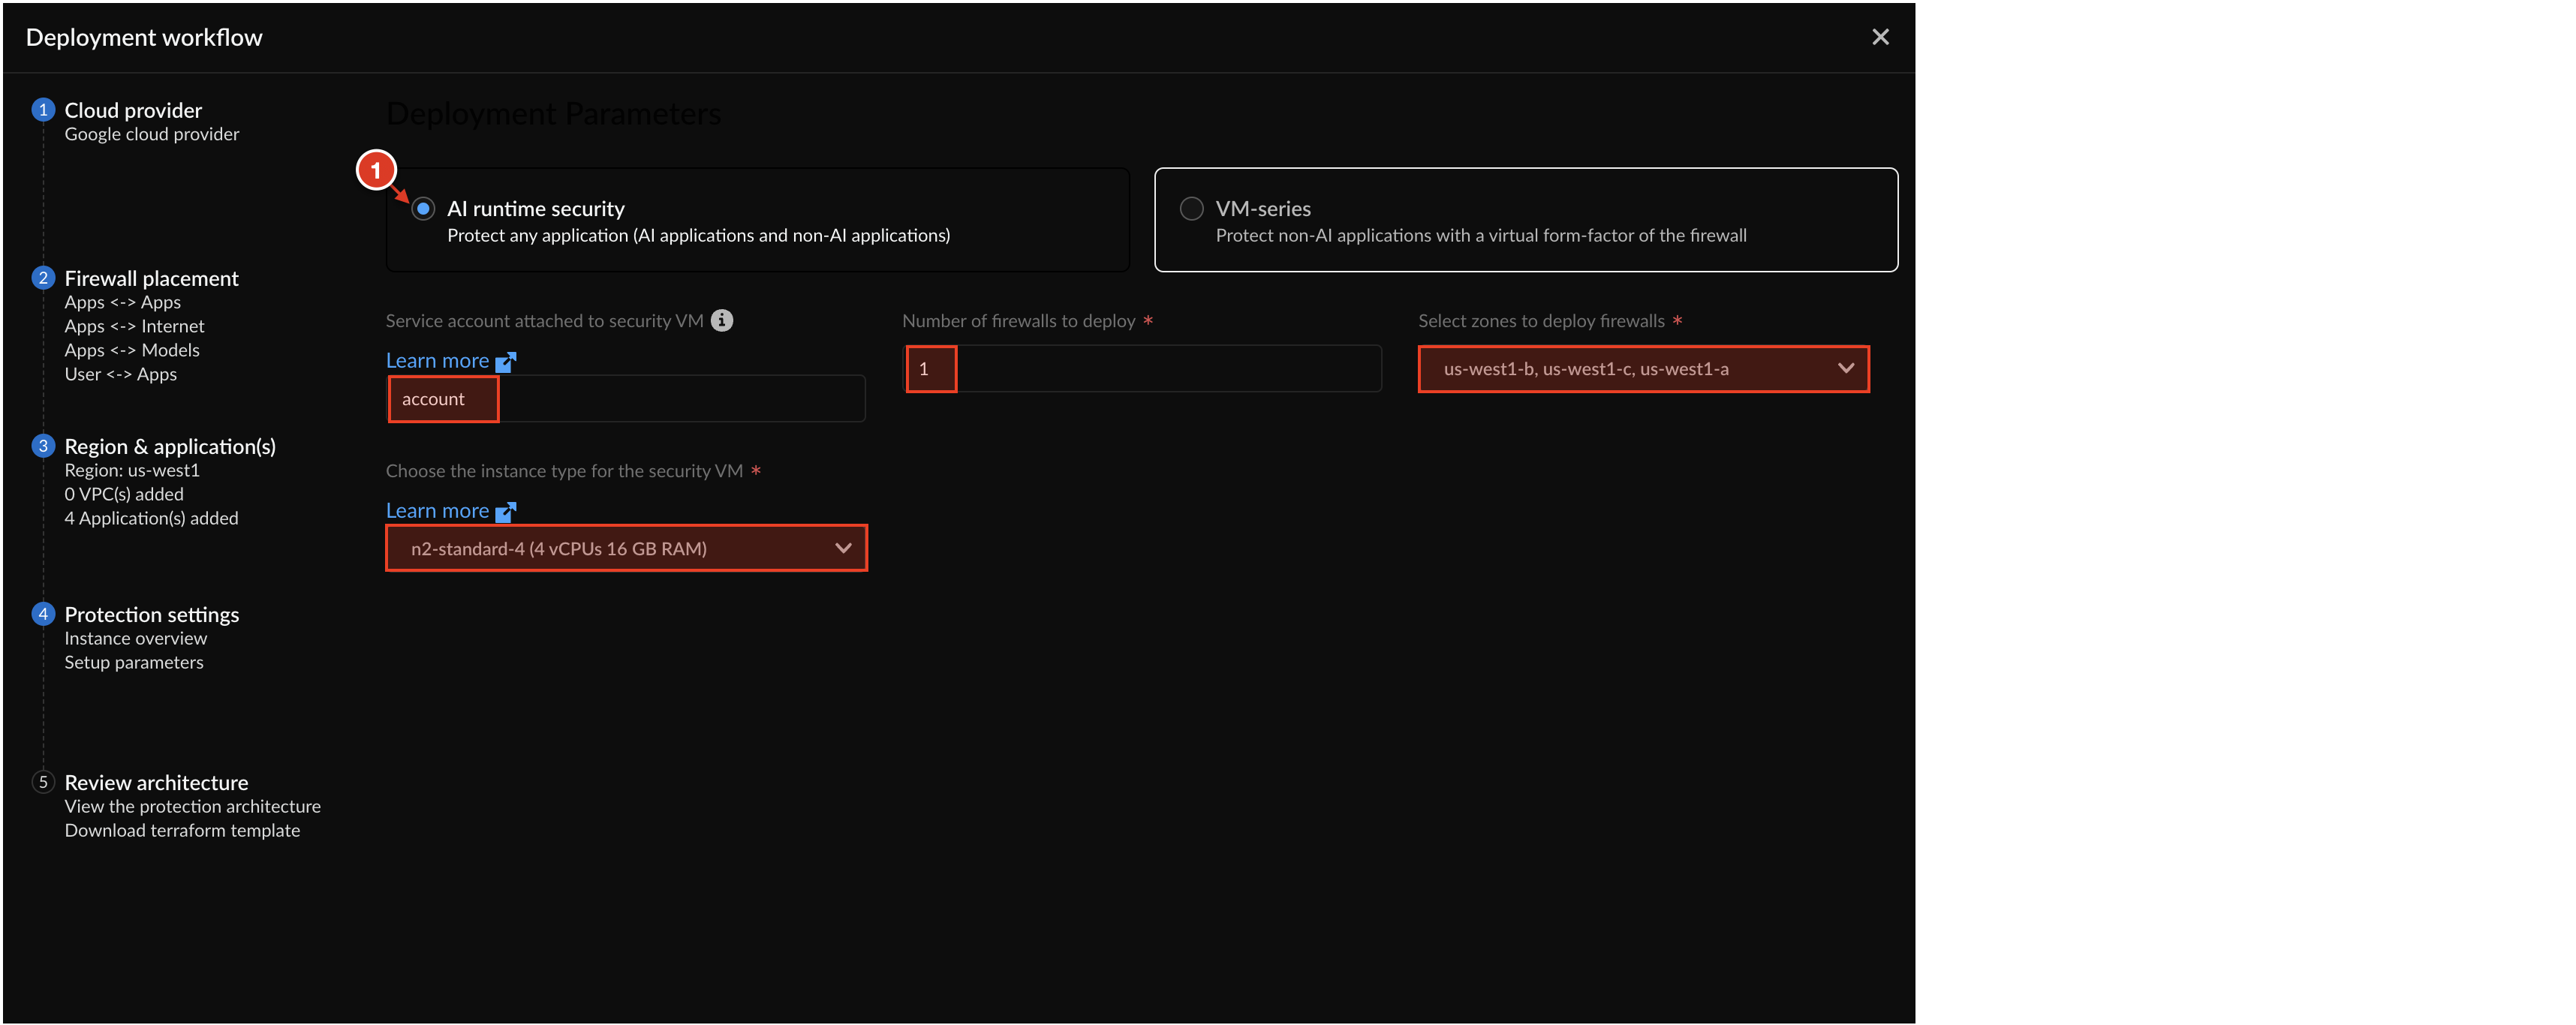 Deployment workflow
1 Cloud provider
Google cloud provider
2 Firewall placement
Apps <-> Apps
Apps <-> Internet
Apps <-> Models
User <-> Apps
3 Region & application(s)
Region: us-west1
0 VPC(s) added
4 Application(s) added
4 Protection settings
Instance overview
Setup parameters
5 Review architecture
View the protection architecture
Download terraform template
Deployment Parameters
1
AI runtime security
Protect any application (AI applications and non-AI applications)
VM-series
Protect non-AI applications with a virtual form-factor of the firewall
Service account attached to security VM
Learn more
account
Number of firewalls to deploy *
1
Select zones to deploy firewalls *
us-west1-b, us-west1-c, us-west1-a
Choose the instance type for the security VM *
Learn more
n2-standard-4 (4 vCPUs 16 GB RAM)